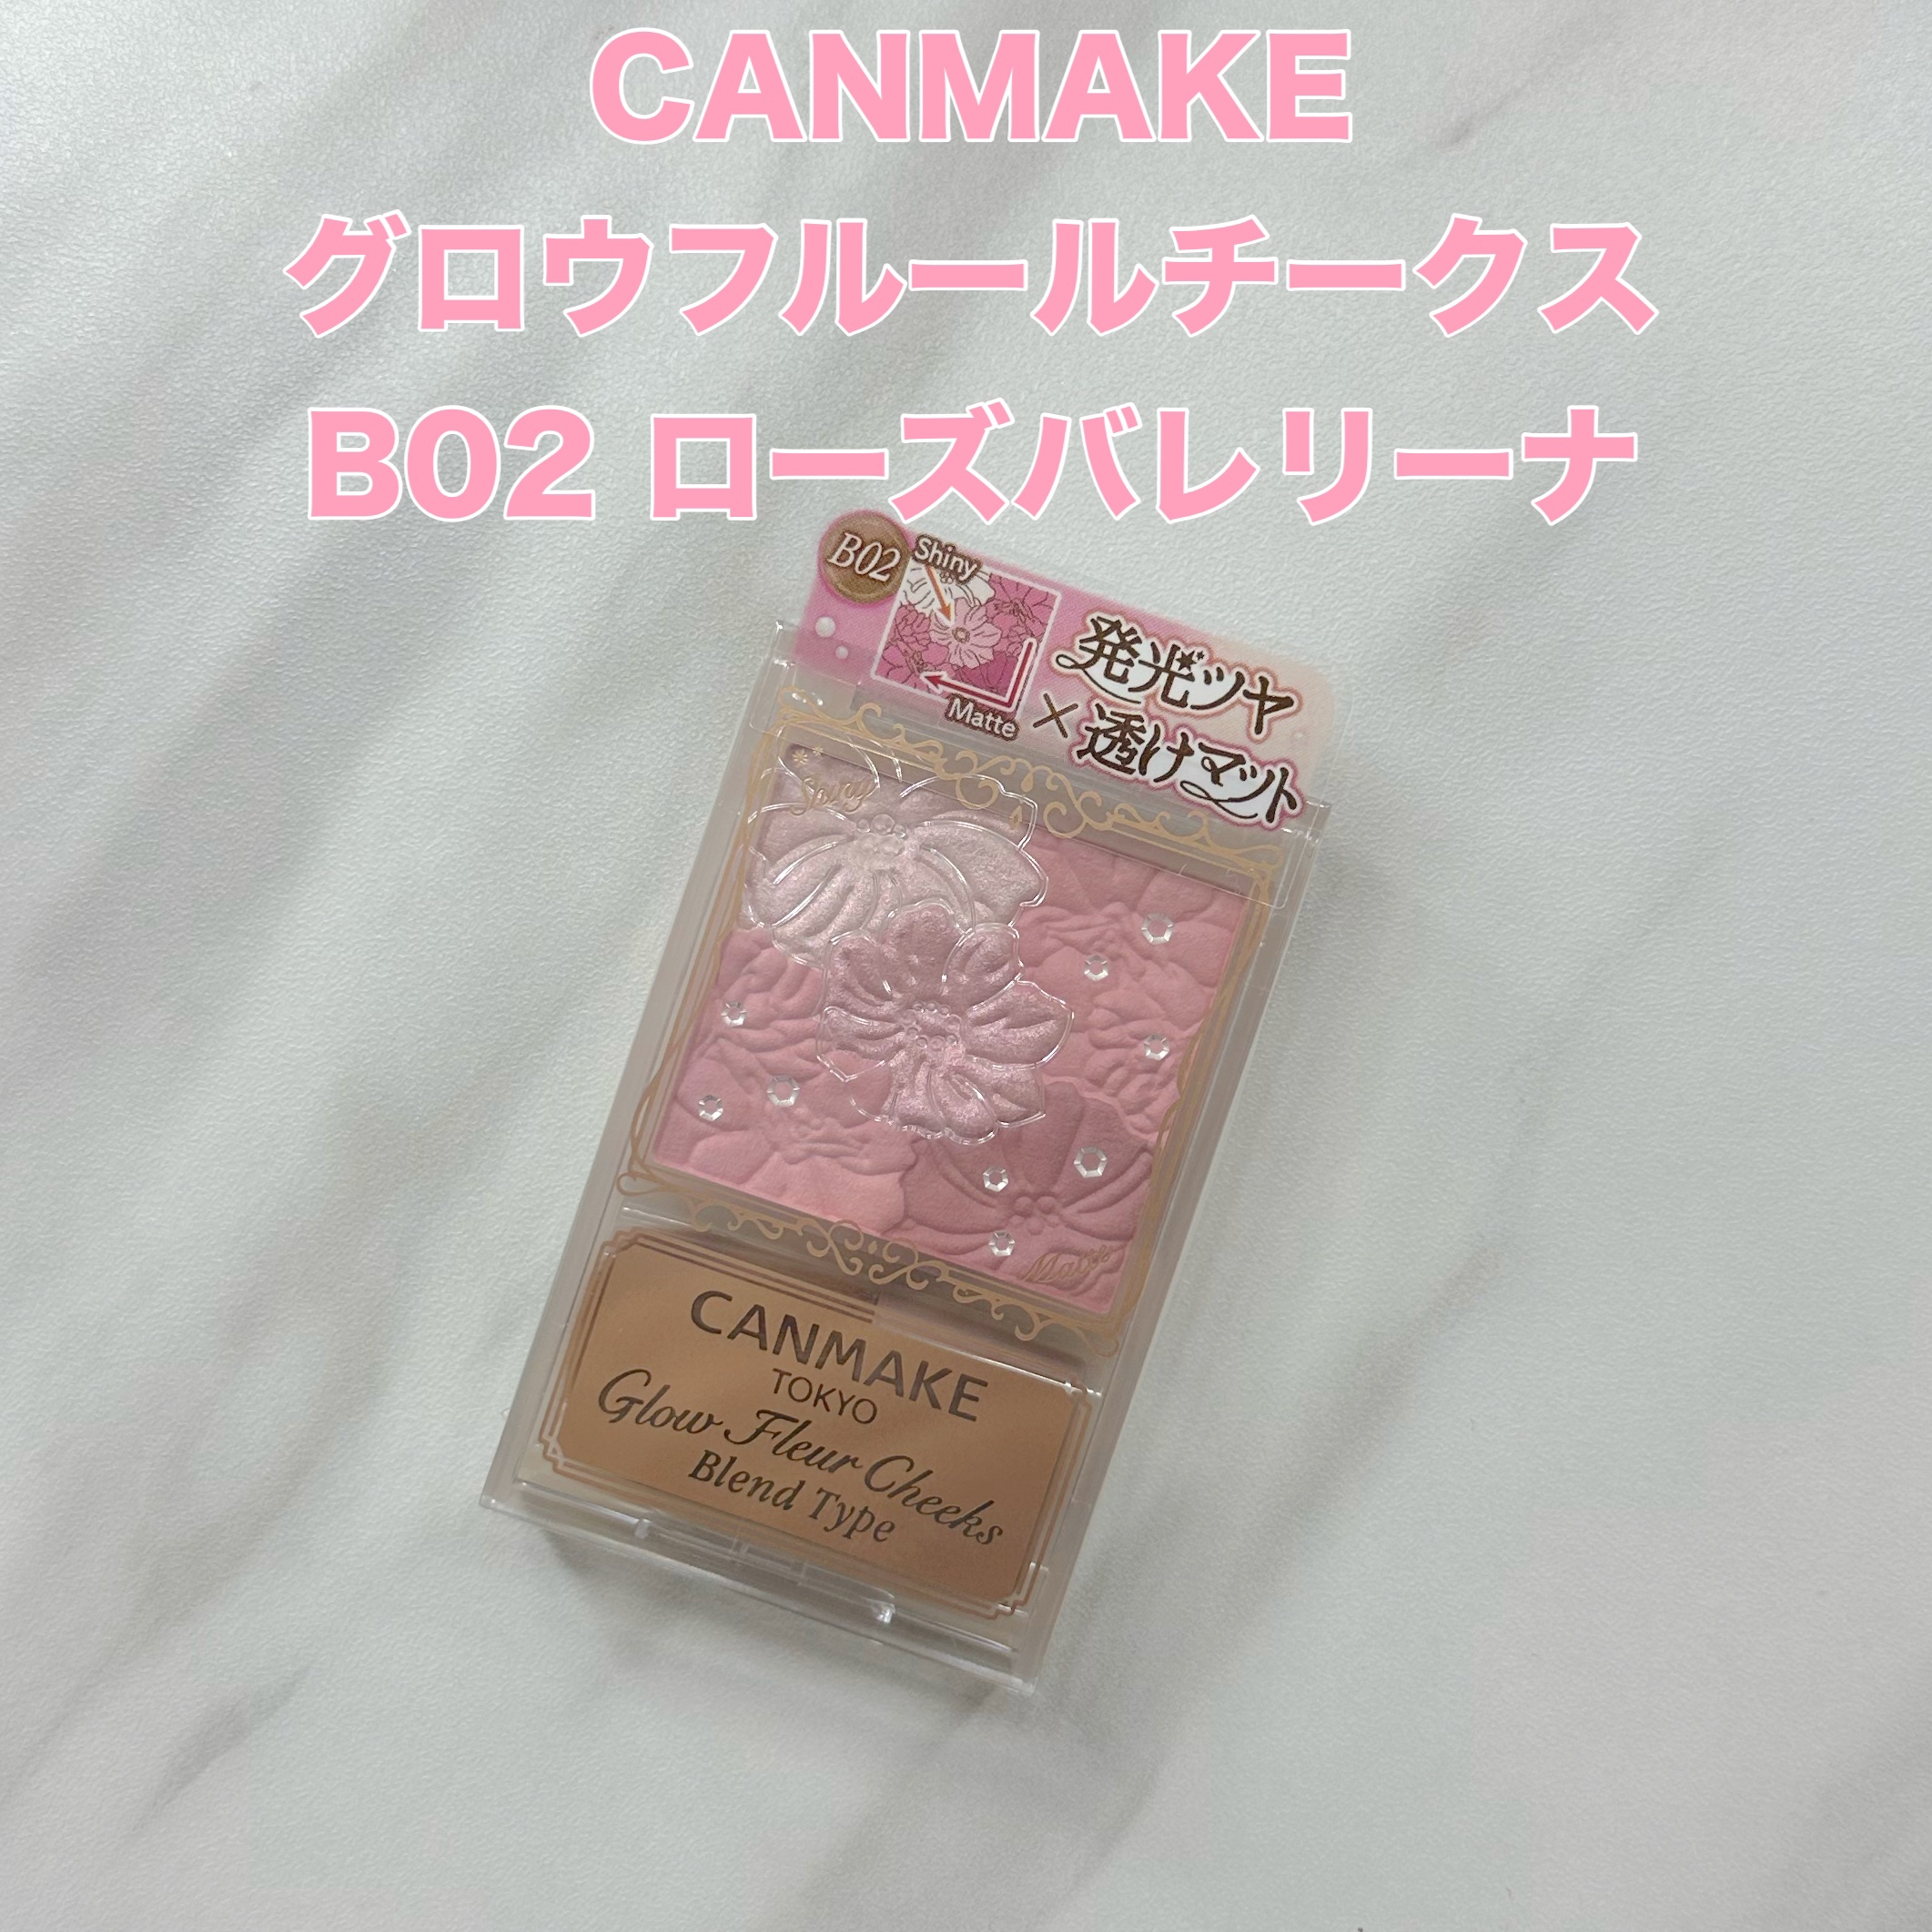 CANMAKE
グロウフルールチークス
B02 ローズバレリーナ
B02
Shiny
Matte
発光ツヤ
×透けマット
Shiny
Matte
CANMAKE
TOKYO
Glow Fleur Cheeks
Blend Type